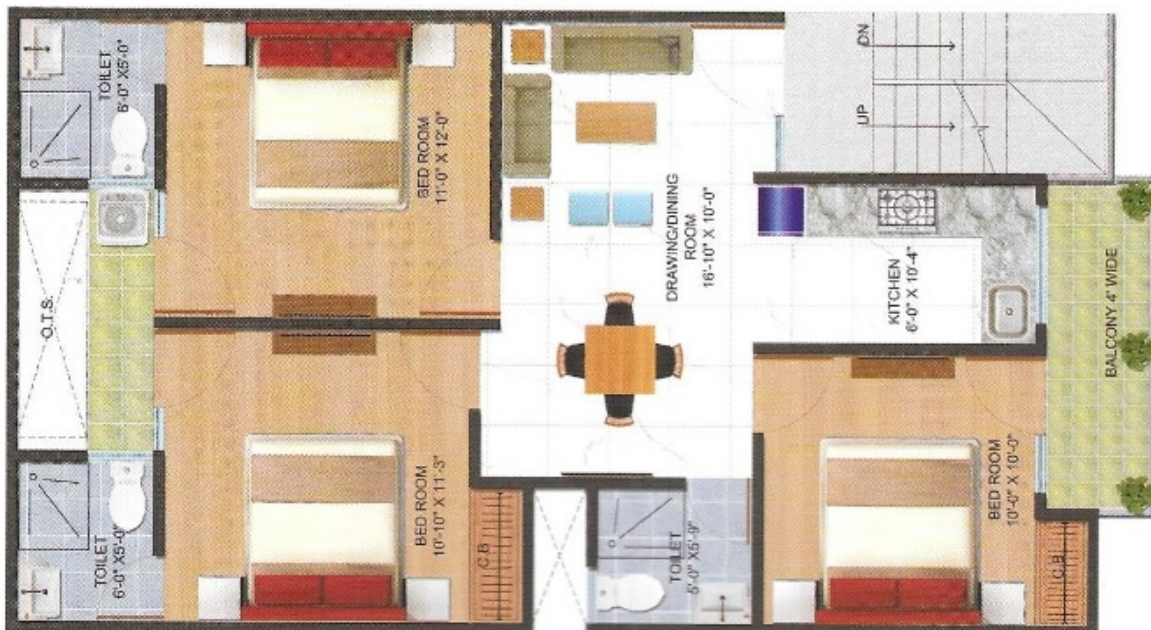 TOILET
6'-0" X5'-0"
BED ROOM
11'-0" X 12'-0"
DRAWING/DINING
ROOM
16'-10" X 10'-0"
DN
UP
O.T.S.
KITCHEN
6'-0" X 10'-4"
BALCONY 4' WIDE
TOILET
6'-0" X5'-0"
BED ROOM
10'-10" X 11'-3"
C.B
TOILET
5'-0" X5'-9"
BED ROOM
10'-0" X 10'-0"
C.B.